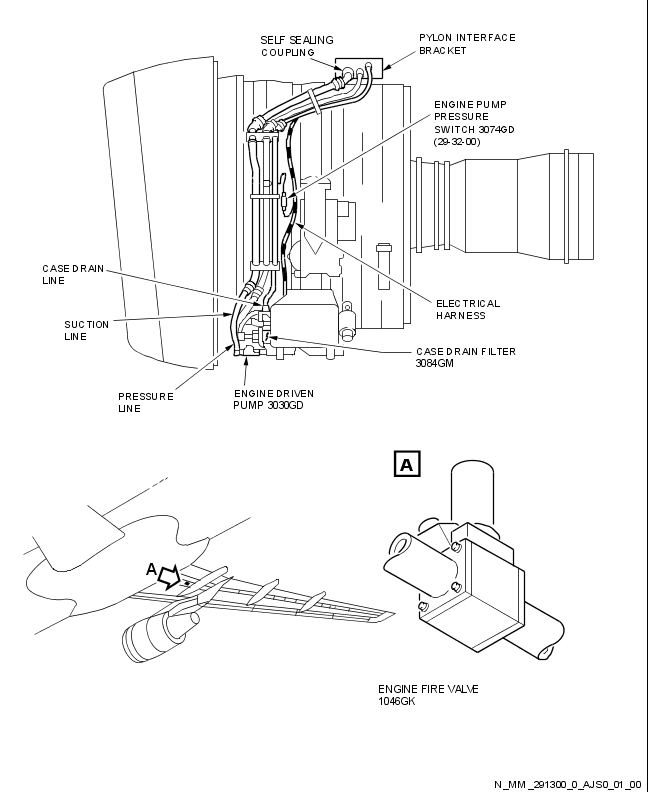 SELF SEALING
COUPLING
PYLON INTERFACE
BRACKET
ENGINE PUMP
PRESSURE
SWITCH 3074GD
(29-32-00)
CASE DRAIN
LINE
SUCTION
LINE
PRESSURE
LINE
ENGINE DRIVEN
PUMP 3030GD
ELECTRICAL
HARNESS
CASE DRAIN FILTER
3084GM
A
A
ENGINE FIRE VALVE
1046GK
N_MM_291300_0_AJS0_01_00